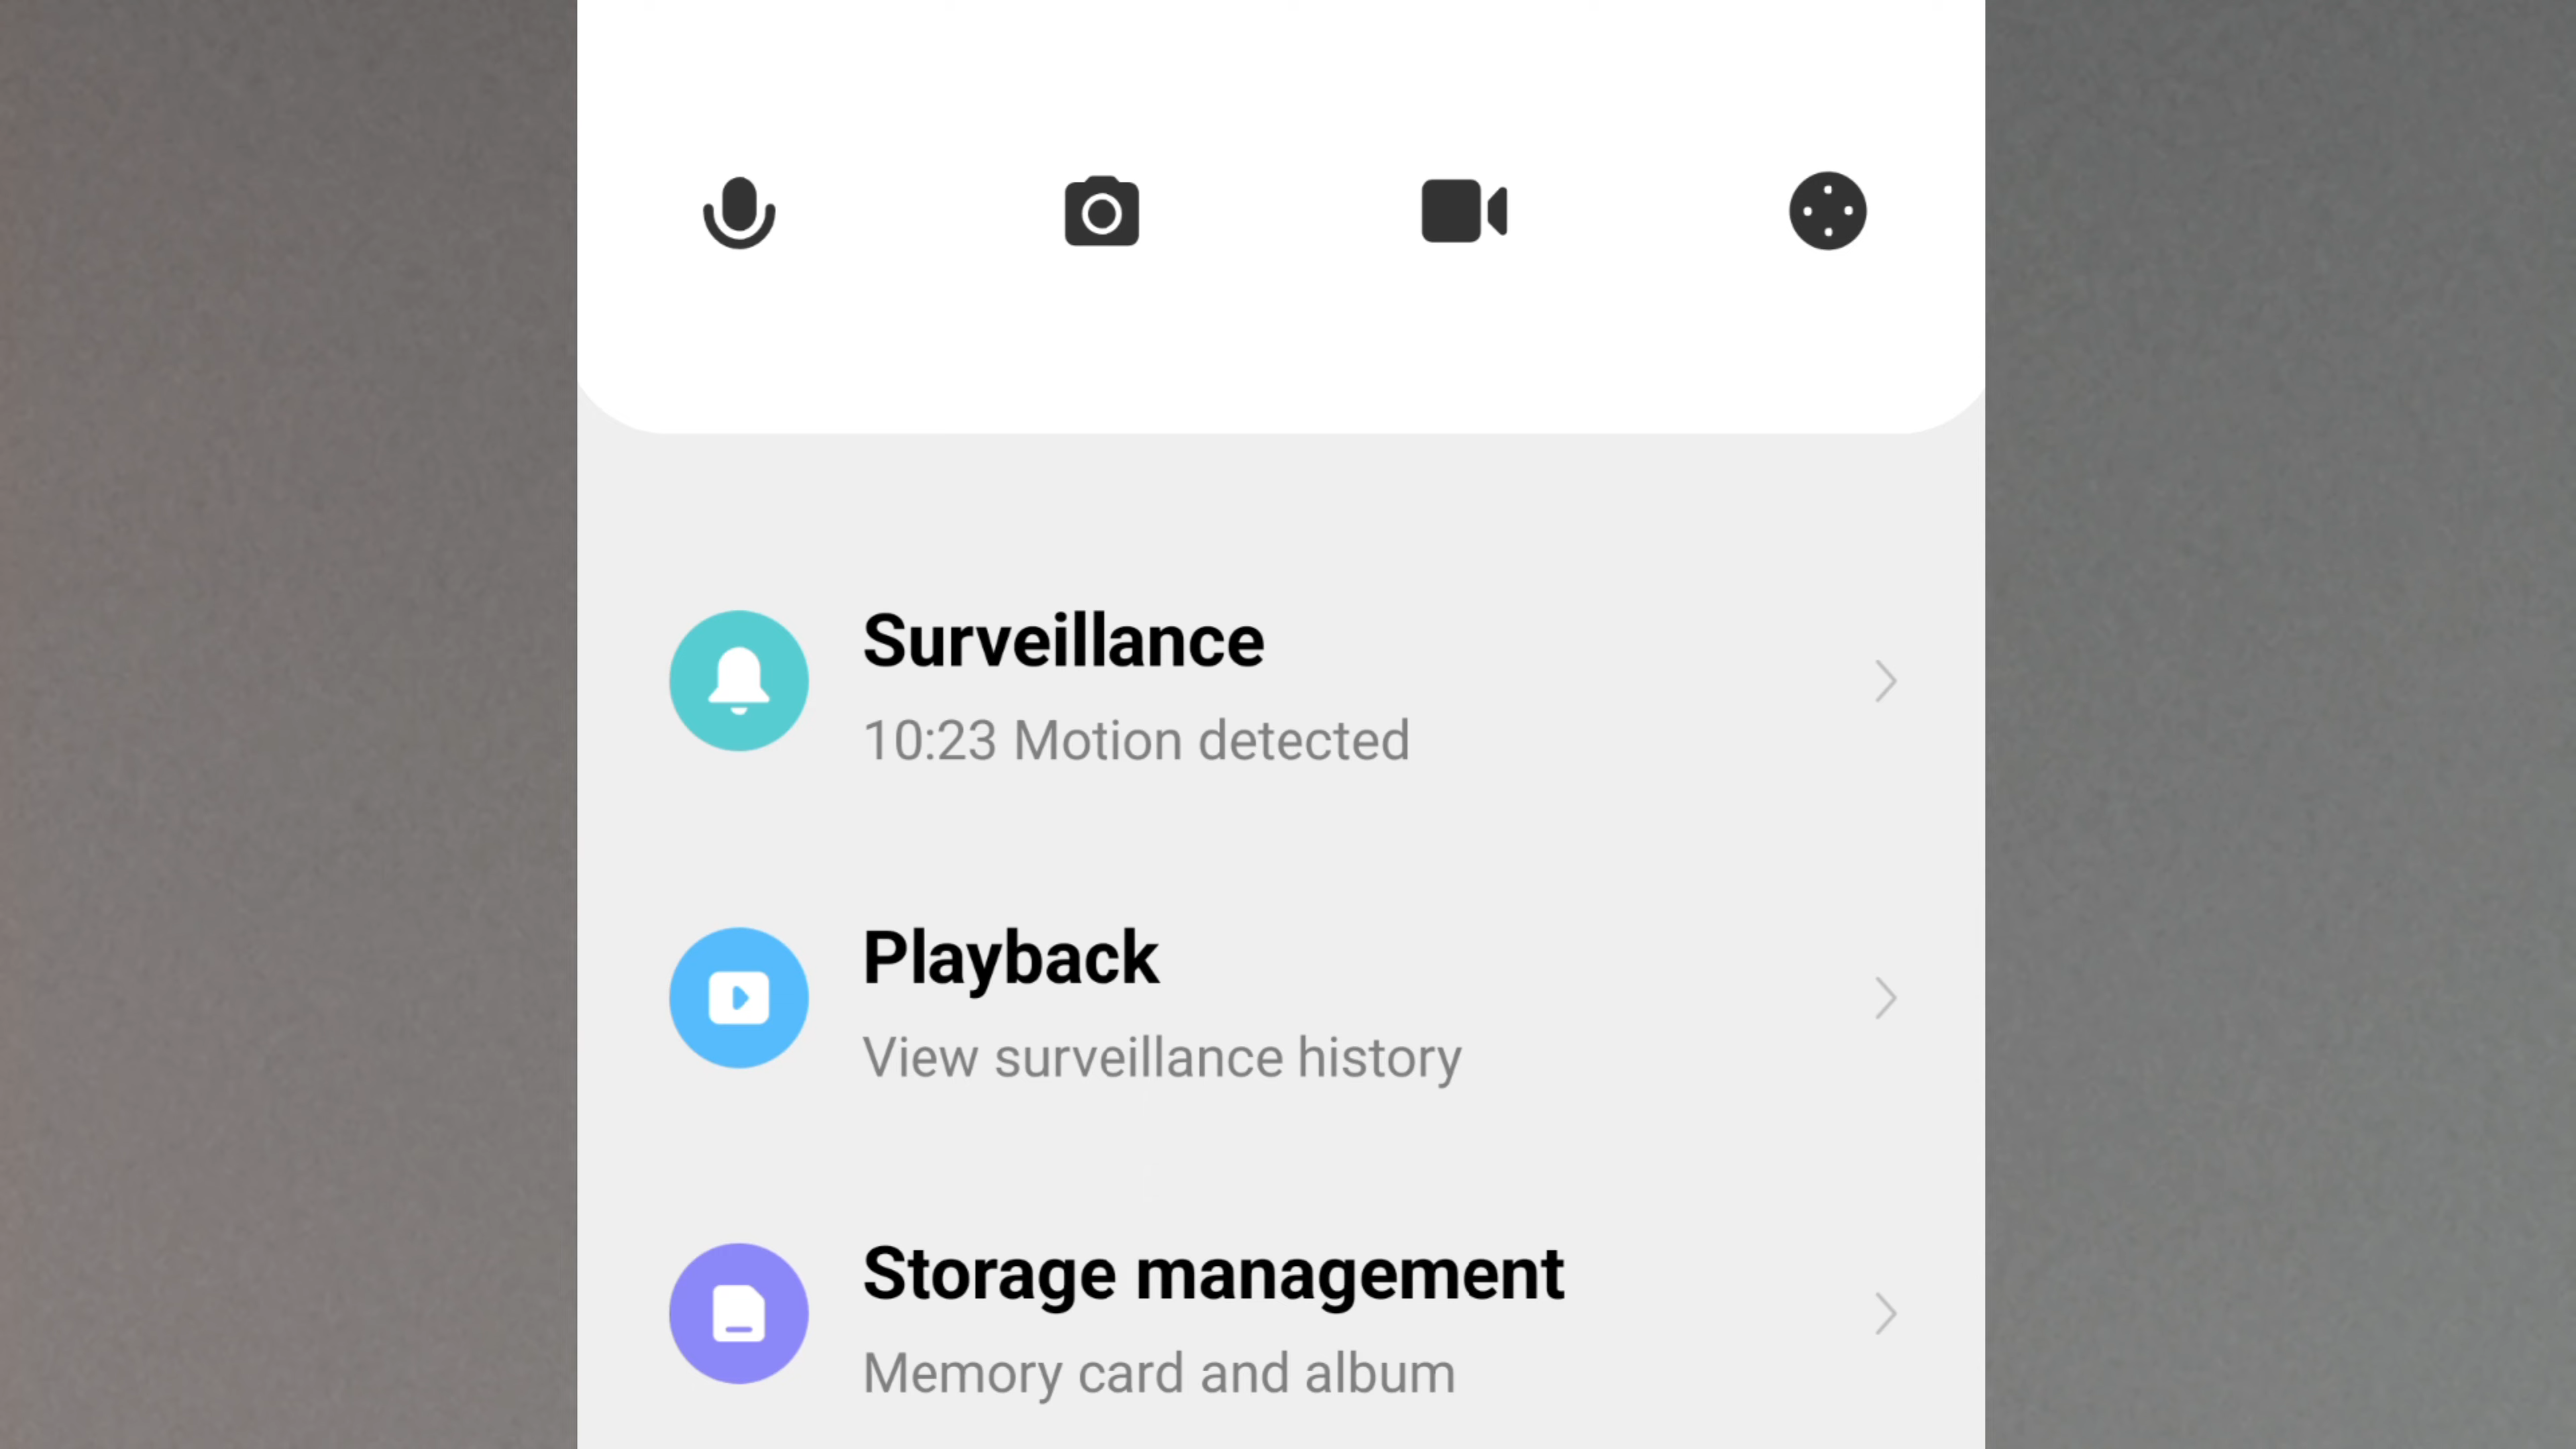 Surveillance
10:23 Motion detected
Playback
View surveillance history
Storage management
Memory card and album